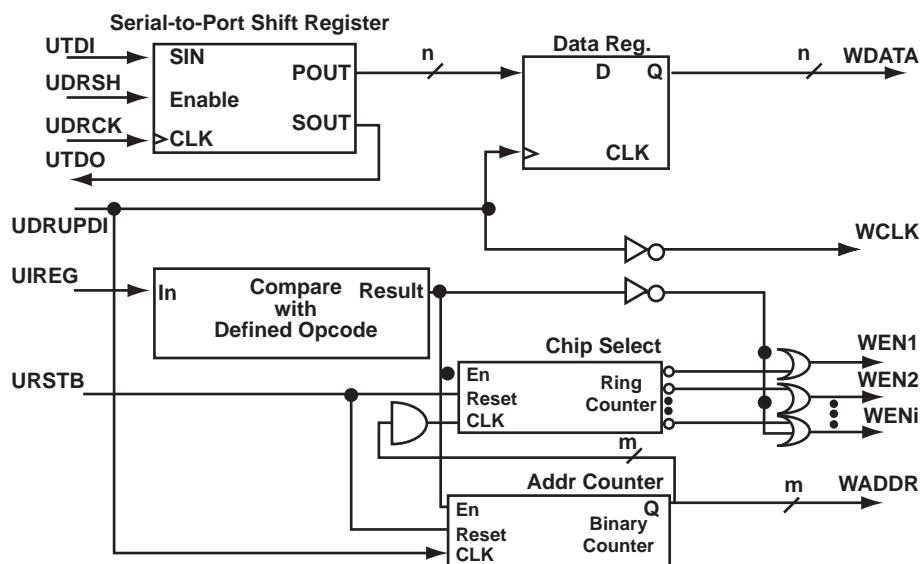 Serial-to-Port Shift Register
UTDI
SIN
UDRSH
Enable
UDRCK
CLK
UTDO
POUT
SOUT
n
Data Reg.
D Q
CLK
n
WDATA
UDRUPDI
WCLK
UIREG
In
Compare
with
Defined Opcode
Result
Chip Select
WEN1
WEN2
WENi
URSTB
En
Reset
CLK
Ring
Counter
m
Addr Counter
m
WADDR
En
Reset
CLK
Q
Binary
Counter